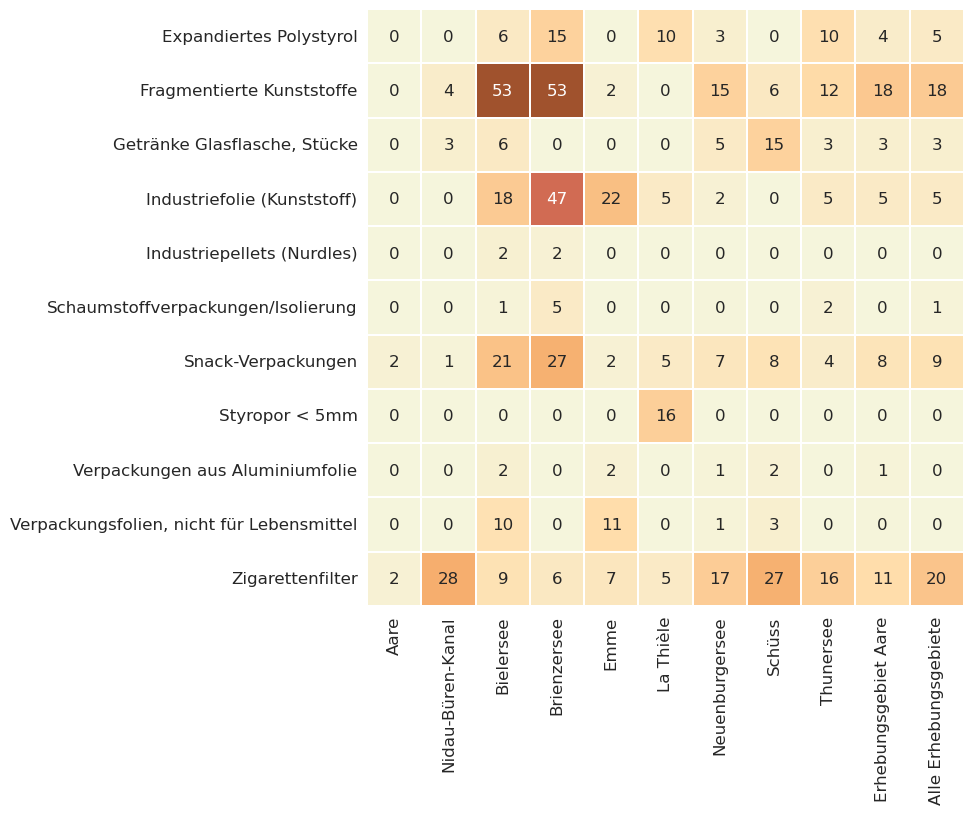 Expandiertes Polystyrol 0 0 6 15 0 10 3 0 10 4 5
Fragmentierte Kunststoffe 0 4 53 53 2 0 15 6 12 18 18
Getränke Glasflasche, Stücke 0 3 6 0 0 0 5 15 3 3 3
Industriefolie (Kunststoff) 0 0 18 47 22 5 2 0 5 5 5
Industriepellets (Nurdles) 0 0 2 2 0 0 0 0 0 0 0
Schaumstoffverpackungen/Isolierung 0 0 1 5 0 0 0 0 2 0 1
Snack-Verpackungen 2 1 21 27 2 5 7 8 4 8 9
Styropor < 5mm 0 0 0 0 0 16 0 0 0 0 0
Verpackungen aus Aluminiumfolie 0 0 2 0 2 0 1 2 0 1 0
Verpackungsfolien, nicht für Lebensmittel 0 0 10 0 11 0 1 3 0 0 0
Zigarettenfilter 2 28 9 6 7 5 17 27 16 11 20
Aare
Nidau-Büren-Kanal
Bielersee
Brienzersee
Emme
La Thièle
Neuenburgersee
Schüss
Thunersee
Erhebungsgebiet Aare
Alle Erhebungsgebiete